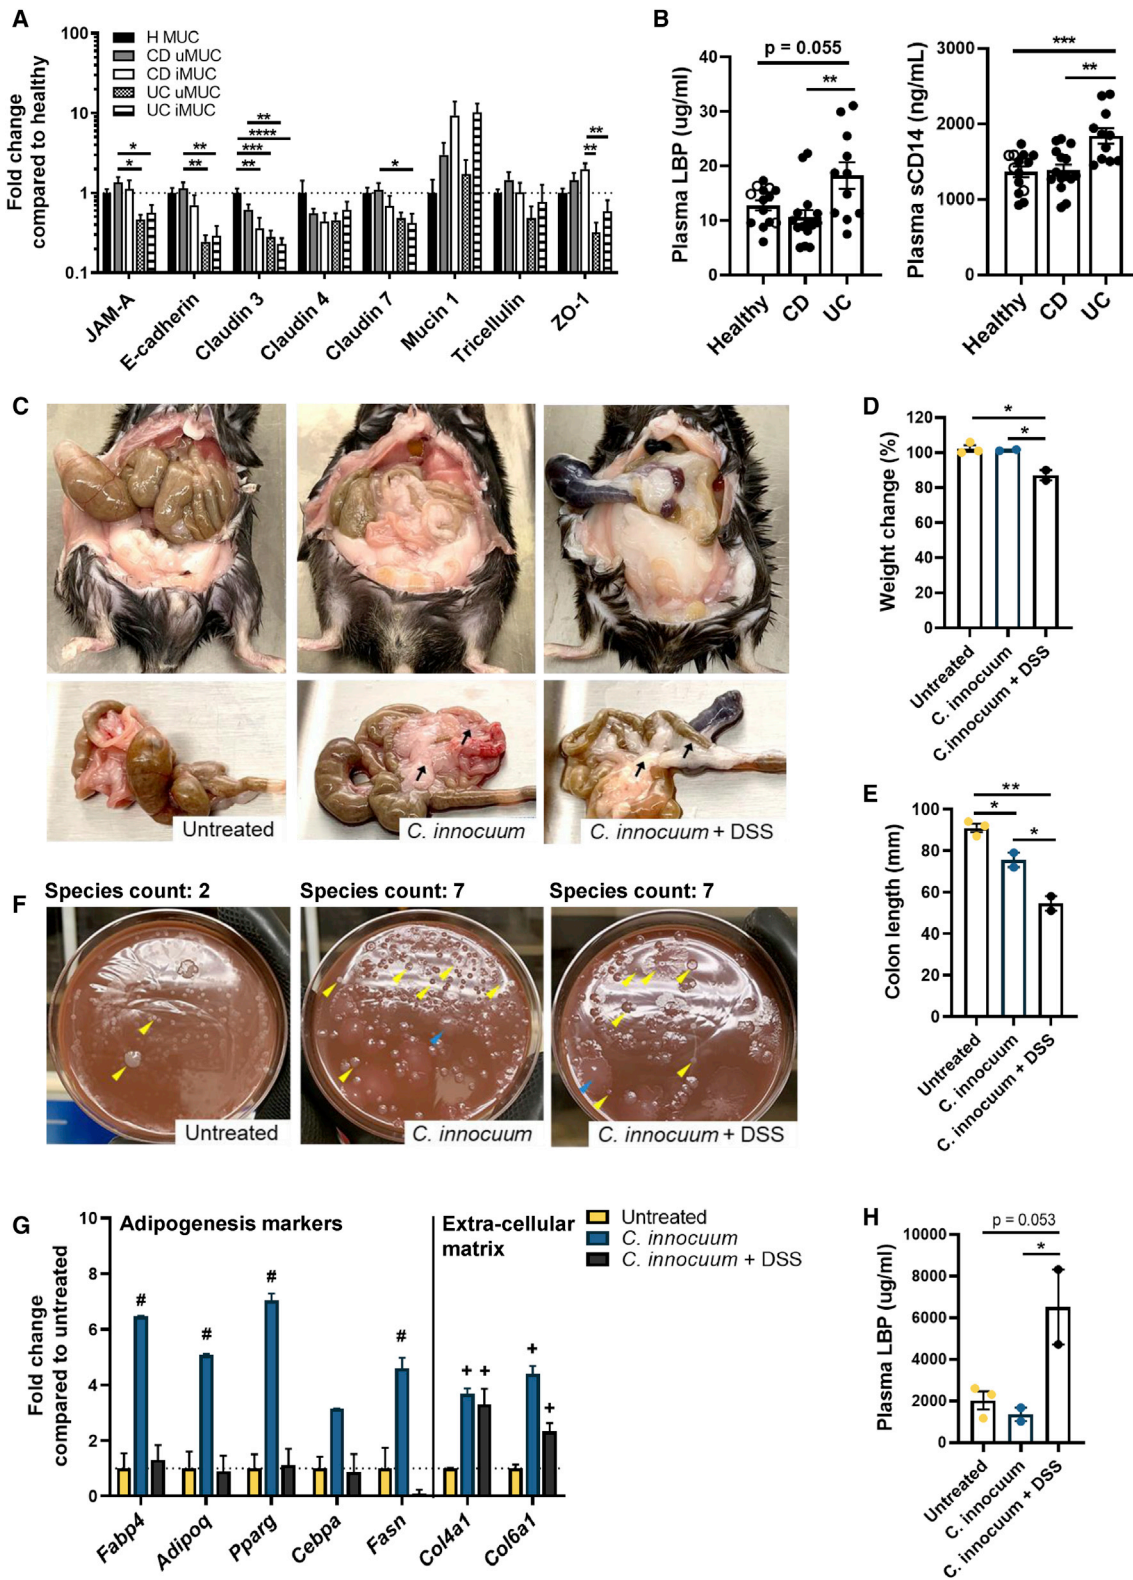 A
Fold change
compared to healthy
100
10
1
0.1
H MUC
CD uMUC
CD iMUC
UC uMUC
UC iMUC
*
*
**
**
**
****
***
**
*
**
**
JAM-A
E-cadherin
Claudin 3
Claudin 4
Claudin 7
Mucin 1
Tricellulin
ZO-1
B
Plasma LBP (ug/ml)
40
30
20
10
0
p = 0.055
**
Healthy
CD
UC
Plasma sCD14 (ng/mL)
3000
2000
1000
0
***
**
Healthy
CD
UC
C
Untreated
C. innocuum
C. innocuum + DSS
D
Weight change (%)
120
100
80
60
40
20
0
*
*
Untreated
C. innocuum
C.innocuum + DSS
E
Colon length (mm)
100
80
60
40
20
0
**
*
*
Untreated
C. innocuum
C. innocuum + DSS
F
Species count: 2
Species count: 7
Species count: 7
Untreated
C. innocuum
C. innocuum + DSS
G
Fold change
compared to untreated
10
8
6
4
2
0
Adipogenesis markers
Extra-cellular
matrix
Untreated
C. innocuum
C. innocuum + DSS
#
#
#
#
+
+
+
+
Fabp4
Adipoq
Pparg
Cebpa
Fasn
Col4a1
Col6a1
H
Plasma LBP (ug/ml)
10000
8000
6000
4000
2000
0
p = 0.053
*
Untreated
C. innocuum
C. innocuum + DSS